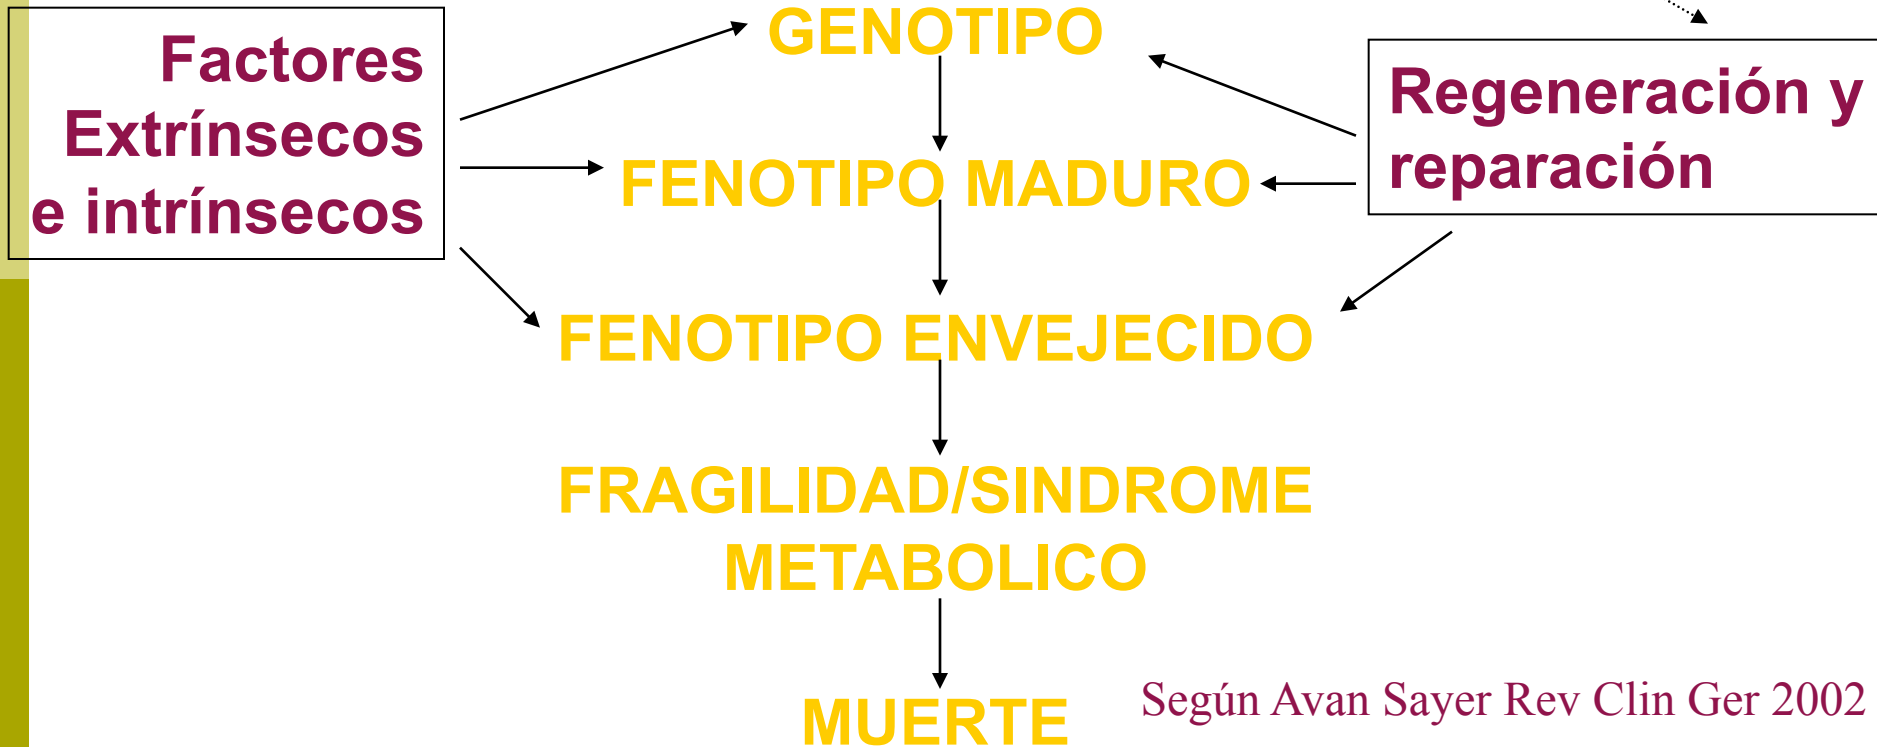 Factores
Extrínsecos
e intrínsecos
GENOTIPO
FENOTIPO MADURO
FENOTIPO ENVEJECIDO
FRAGILIDAD/SINDROME
METABOLICO
MUERTE
Regeneración y
reparación
Según Avan Sayer Rev Clin Ger 2002